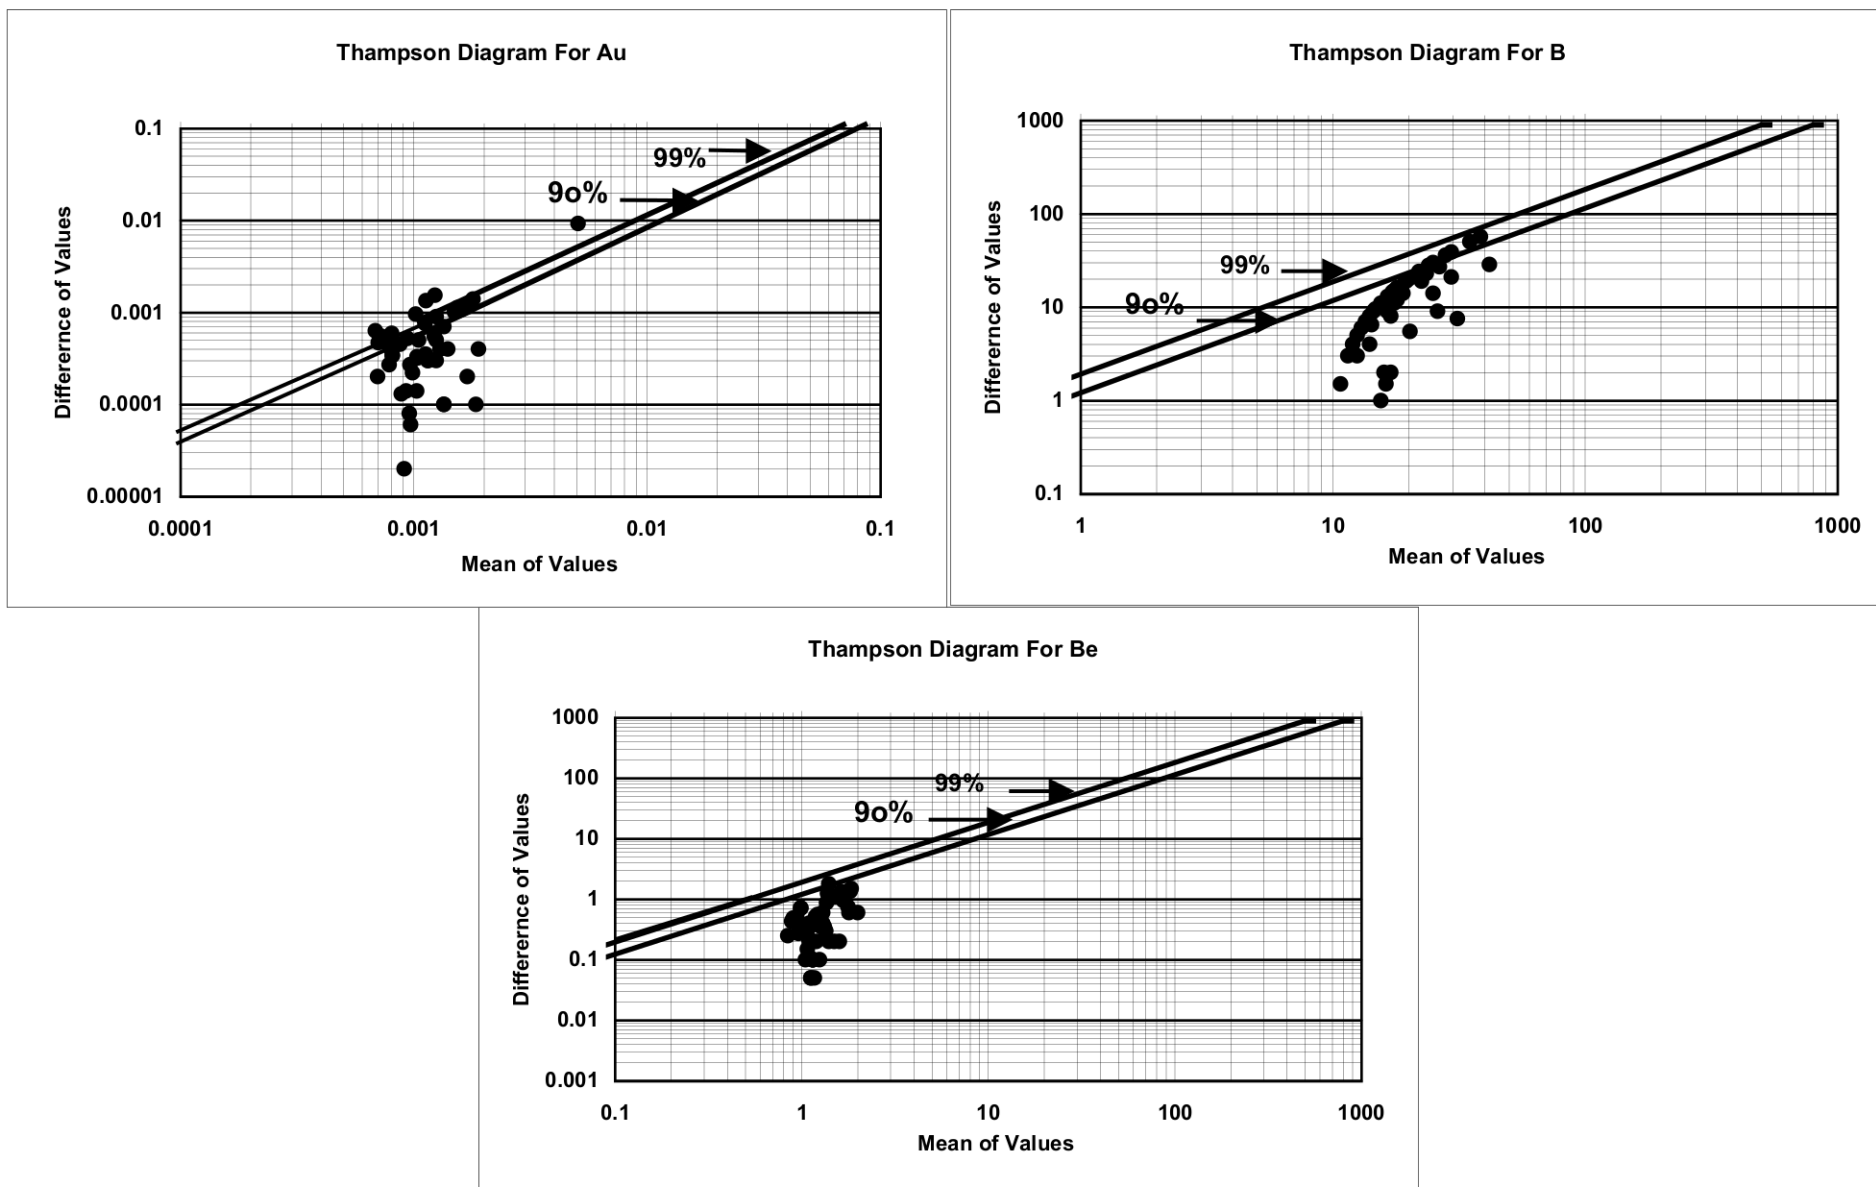 Thampson Diagram For Au
0.1
0.01
0.001
0.0001
0.00001
0.0001
0.001
0.01
0.1
Differernce of Values
Mean of Values
99%
9o%
Thampson Diagram For B
1000
100
10
1
0.1
1
10
100
1000
Differernce of Values
Mean of Values
99%
9o%
Thampson Diagram For Be
1000
100
10
1
0.1
0.01
0.001
0.1
1
10
100
1000
Differernce of Values
Mean of Values
99%
9o%